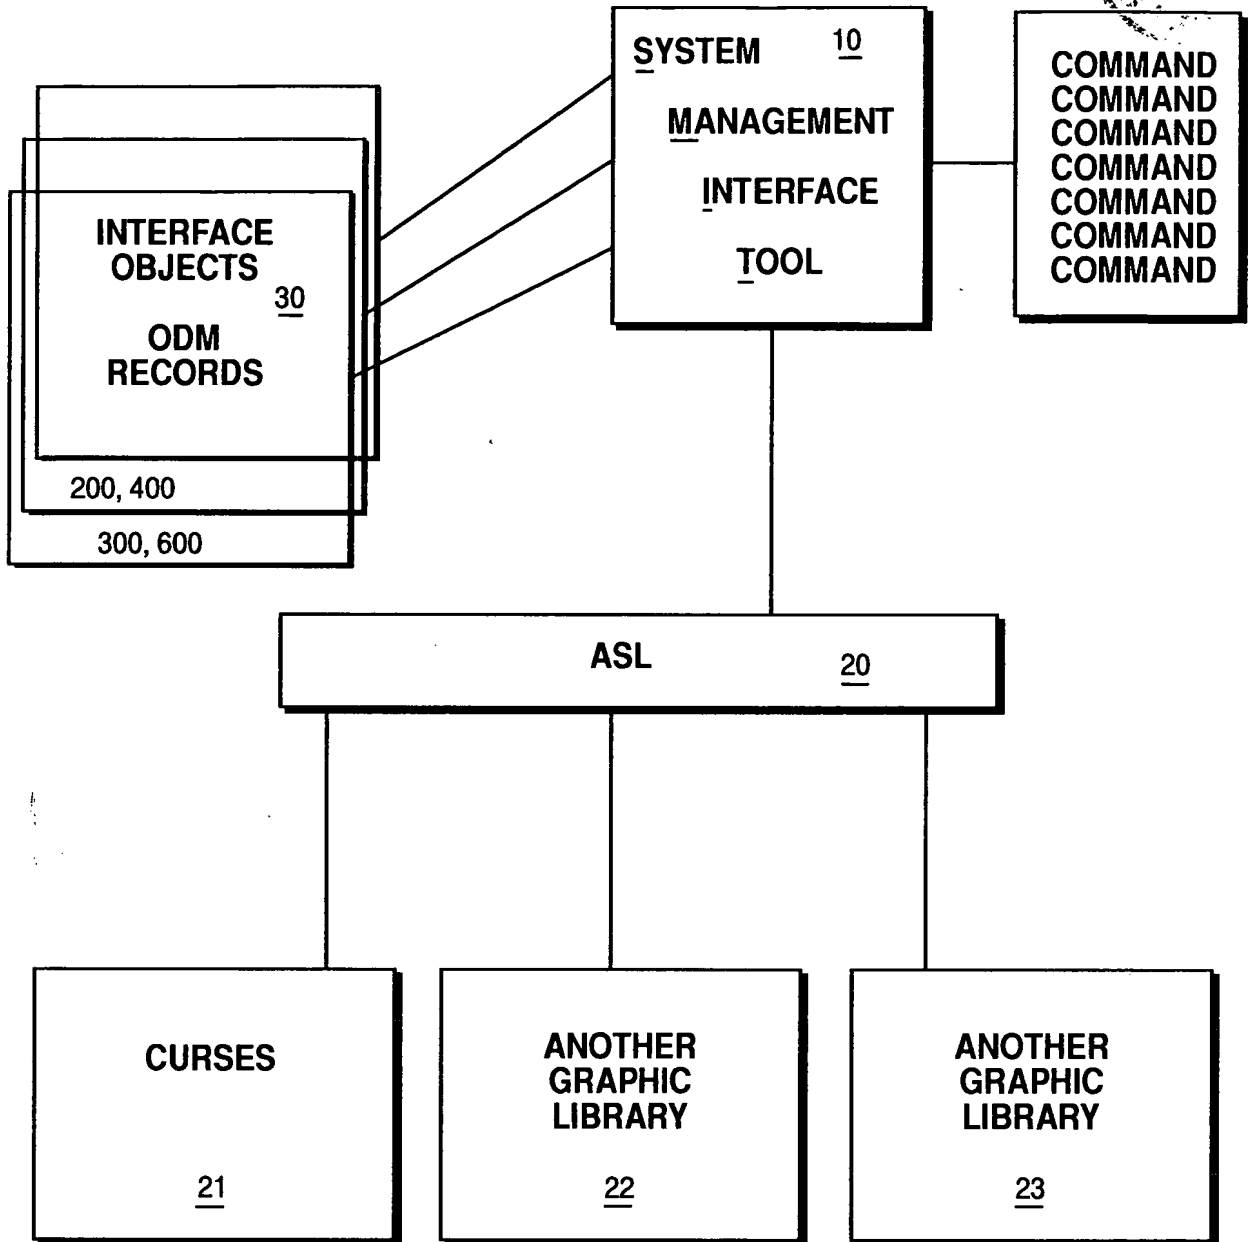 SYSTEM 10
MANAGEMENT
INTERFACE
TOOL
COMMAND
COMMAND
COMMAND
COMMAND
COMMAND
COMMAND
COMMAND
INTERFACE
OBJECTS
30
ODM
RECORDS
200, 400
300, 600
ASL 20
CURSES
21
ANOTHER
GRAPHIC
LIBRARY
22
ANOTHER
GRAPHIC
LIBRARY
23